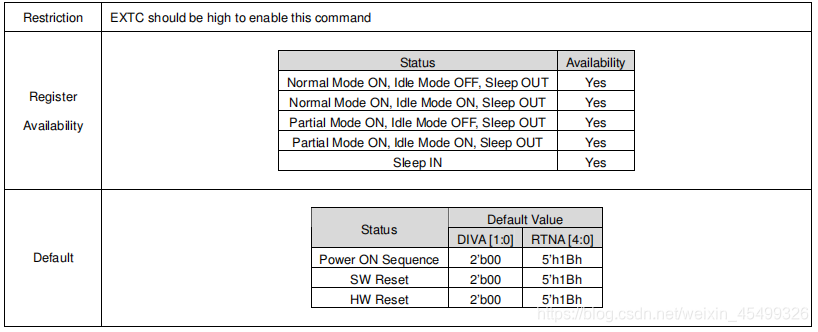 Restriction EXTC should be high to enable this command
Register
Availability
Status Availability
Normal Mode ON, Idle Mode OFF, Sleep OUT Yes
Normal Mode ON, Idle Mode ON, Sleep OUT Yes
Partial Mode ON, Idle Mode OFF, Sleep OUT Yes
Partial Mode ON, Idle Mode ON, Sleep OUT Yes
Sleep IN Yes
Default
Status Default Value
DIVA [1:0] RTNA [4:0]
Power ON Sequence 2'b00 5'h1Bh
SW Reset 2'b00 5'h1Bh
HW Reset 2'b00 5'h1Bh
https://blog.csdn.net/weixin_45499326